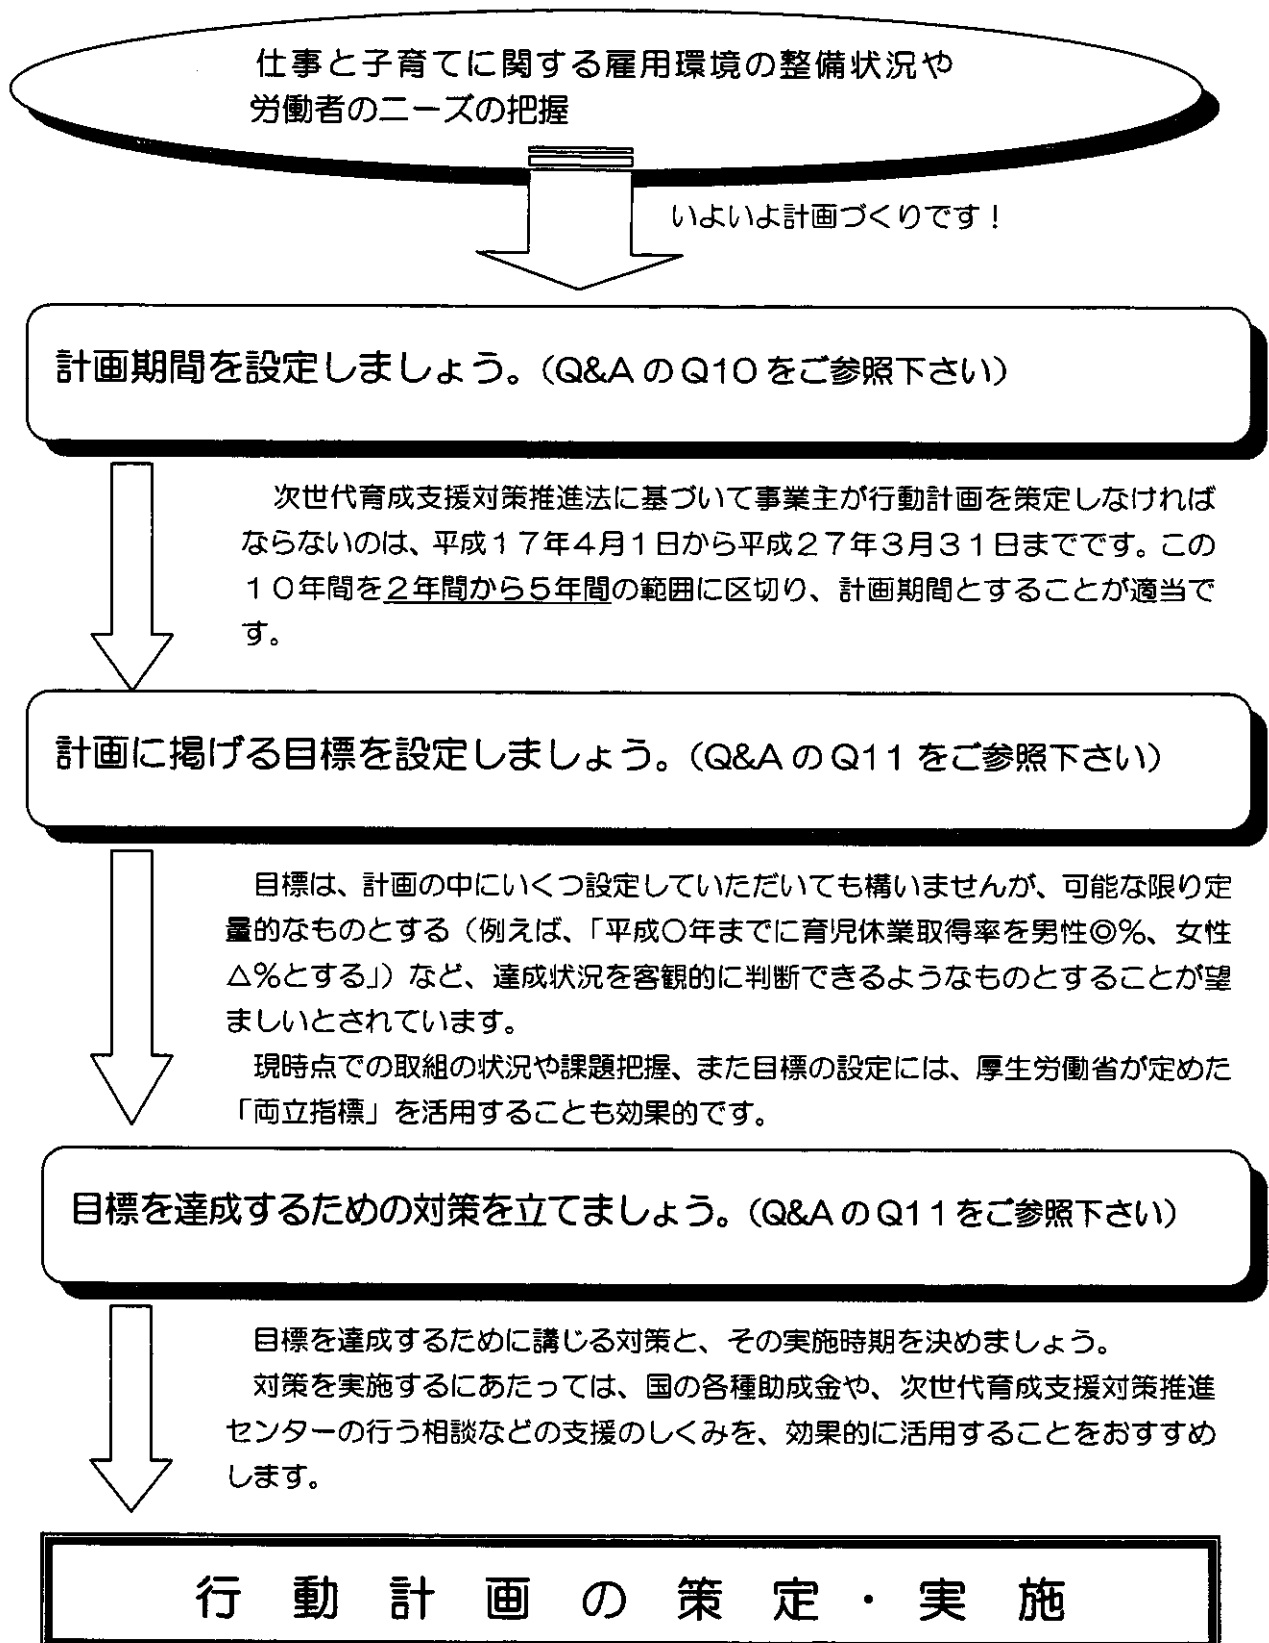 仕事と子育てに関する雇用環境の整備状況や
労働者のニーズの把握
いよいよ計画づくりです！
計画期間を設定しましょう。（Q&AのQ10をご参照下さい）
次世代育成支援対策推進法に基づいて事業主が行動計画を策定しなければ
ならないのは、平成１７年４月１日から平成２７年３月３１日までです。この
１０年間を２年間から５年間の範囲に区切り、計画期間とすることが適当で
す。
計画に掲げる目標を設定しましょう。（Q&AのQ11をご参照下さい）
目標は、計画の中にいくつ設定していただいても構いませんが、可能な限り定
量的なものとする（例えば、「平成○年までに育児休業取得率を男性◎％、女性
△％とする」）など、達成状況を客観的に判断できるようなものとすることが望
ましいとされています。
現時点での取組の状況や課題把握、また目標の設定には、厚生労働省が定めた
「両立指標」を活用することも効果的です。
目標を達成するための対策を立てましょう。（Q&AのQ11をご参照下さい）
目標を達成するために講じる対策と、その実施時期を決めましょう。
対策を実施するにあたっては、国の各種助成金や、次世代育成支援対策推進
センターの行う相談などの支援のしくみを、効果的に活用することをおすすめ
します。
行動計画の策定・実施